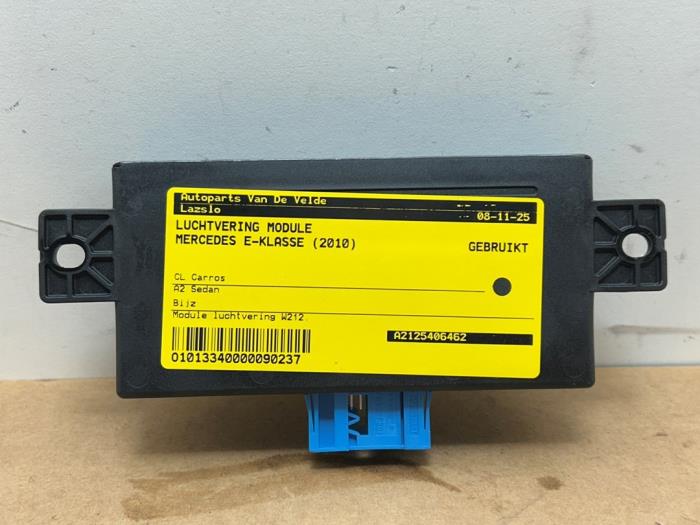 Autoparts Van De Velde
Lazslo 08-11-25
LUCHTVERING MODULE
MERCEDES E-KLASSE (2010) GEBRUIKT
CL Carros
A2 Sedan
Bijz
Module luchtvering W212
A2125406462
O1013340000090237